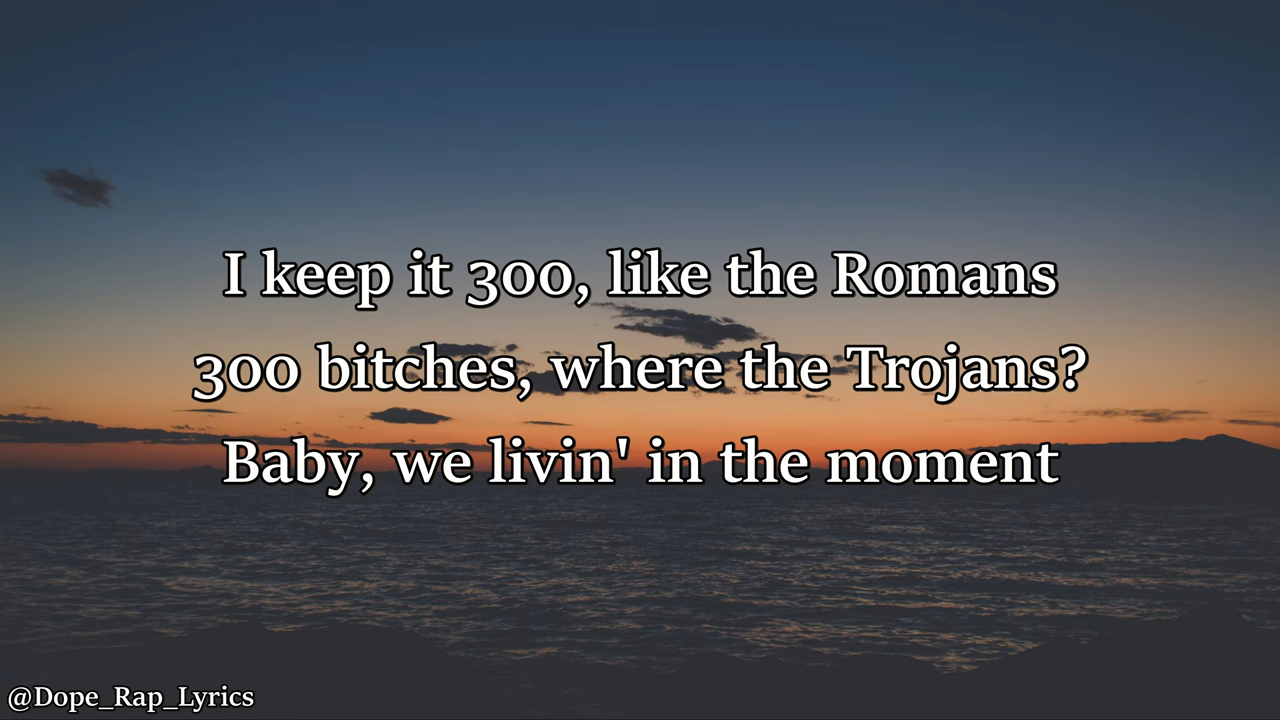 I keep it 300, like the Romans
300 bitches, where the Trojans?
Baby, we livin' in the moment
@Dope_Rap_Lyrics